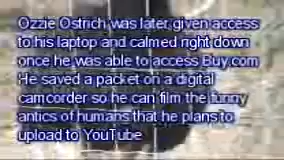 Ozzie Ostrich was later given access
to his laptop and calmed right down
once he was able to access Buy.com
He saved a packet on a digital
camcorder so he can film the funny
antics of humans that he plans to
upload to YouTube